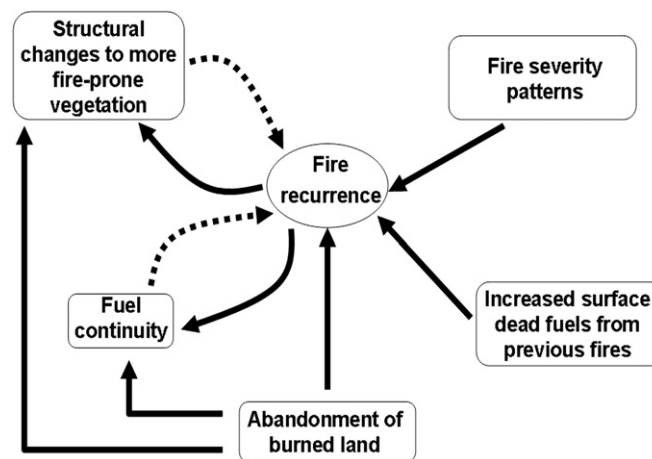 Structural
changes to more
fire-prone
vegetation
Fire severity
patterns
Fire
recurrence
Fuel
continuity
Increased surface
dead fuels from
previous fires
Abandonment of
burned land